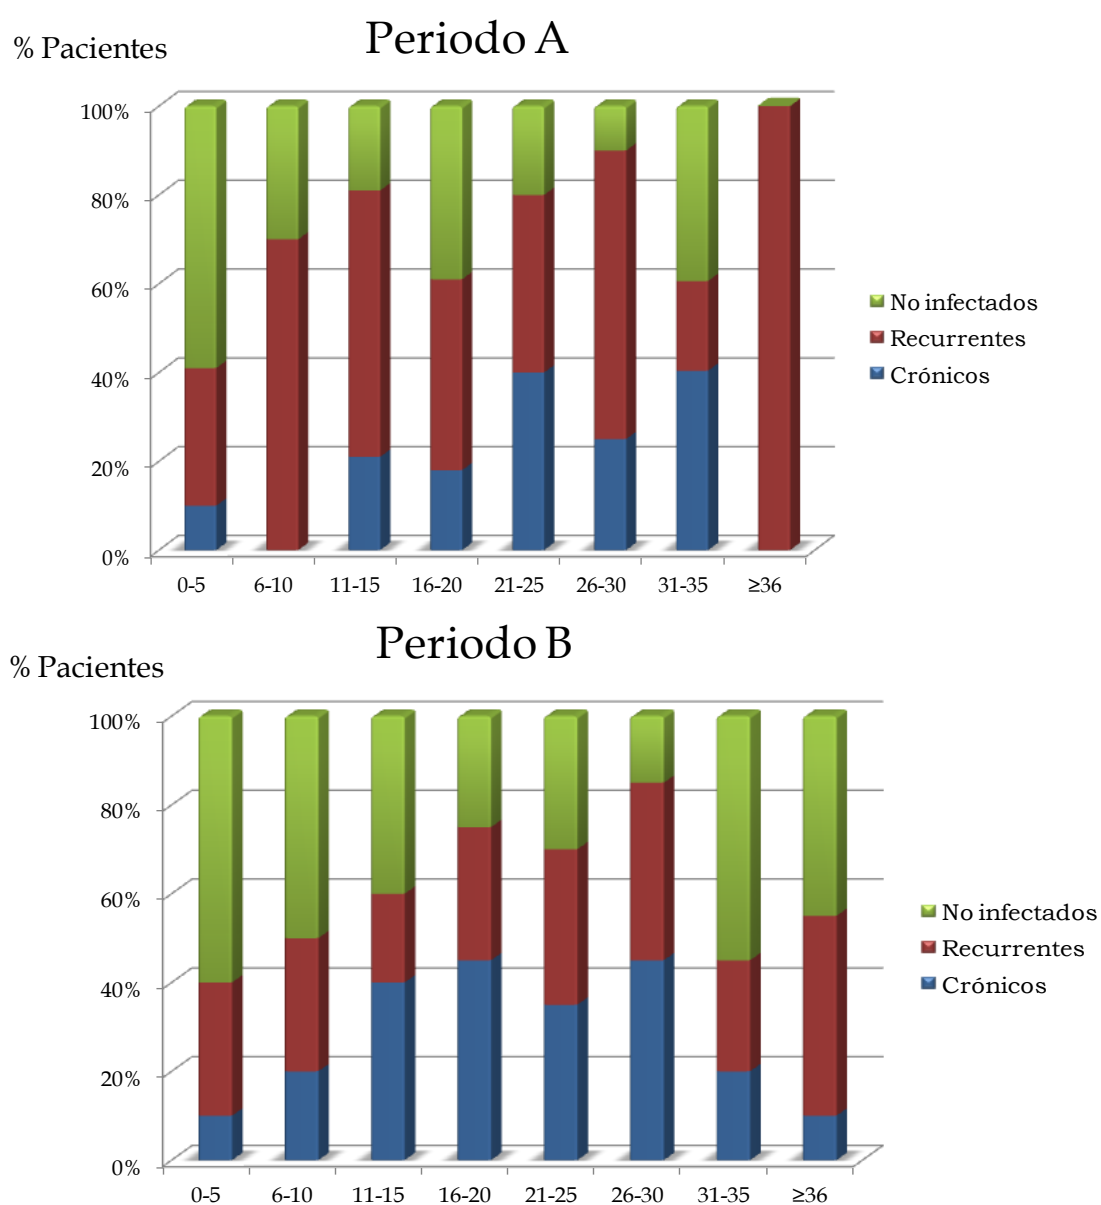 Periodo A
% Pacientes
100%
80%
60%
40%
20%
0%
0-5 6-10 11-15 16-20 21-25 26-30 31-35 ≥36
No infectados
Recurrentes
Crónicos
Periodo B
% Pacientes
100%
80%
60%
40%
20%
0%
0-5 6-10 11-15 16-20 21-25 26-30 31-35 ≥36
No infectados
Recurrentes
Crónicos